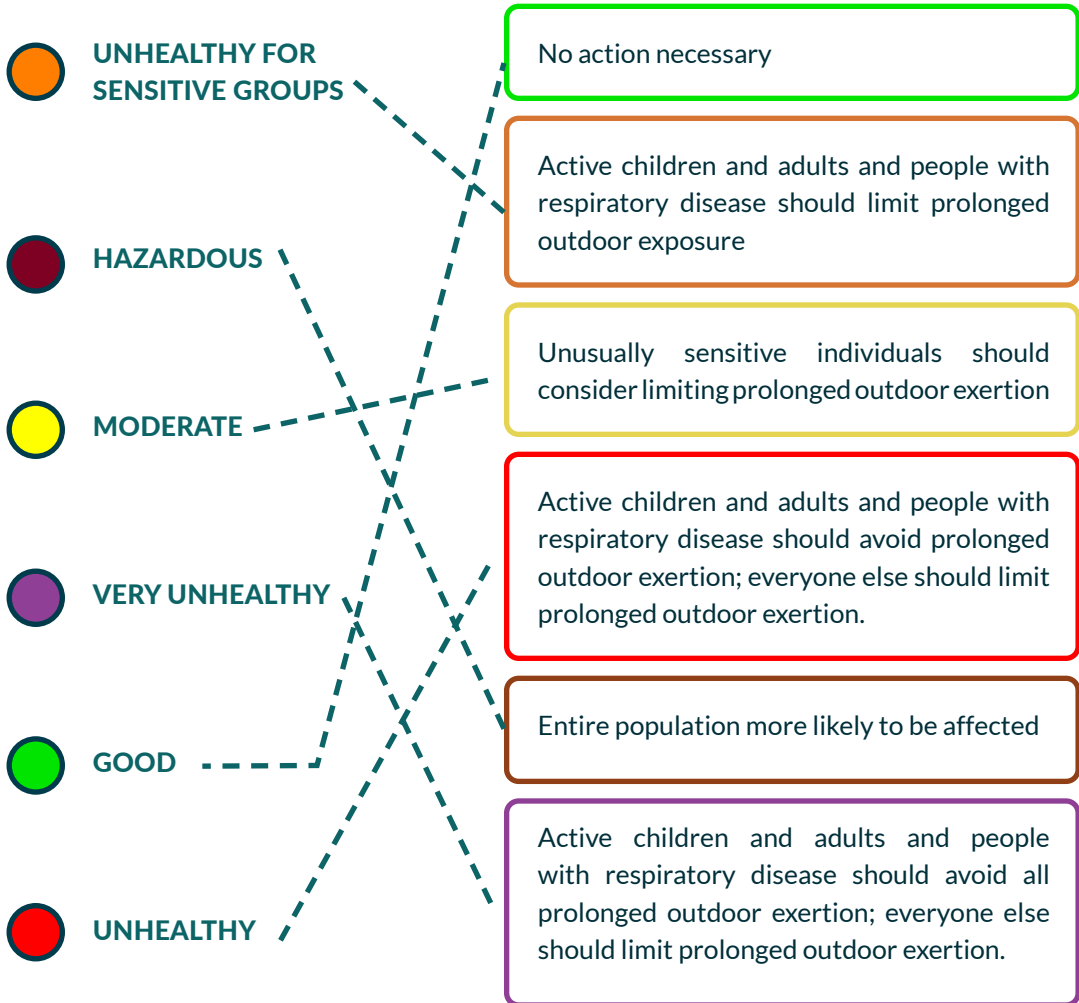 UNHEALTHY FOR
SENSITIVE GROUPS
HAZARDOUS
MODERATE
VERY UNHEALTHY
GOOD
UNHEALTHY
No action necessary
Active children and adults and people with
respiratory disease should limit prolonged
outdoor exposure
Unusually sensitive individuals should
consider limiting prolonged outdoor exertion
Active children and adults and people with
respiratory disease should avoid prolonged
outdoor exertion; everyone else should limit
prolonged outdoor exertion.
Entire population more likely to be affected
Active children and adults and people
with respiratory disease should avoid all
prolonged outdoor exertion; everyone else
should limit prolonged outdoor exertion.